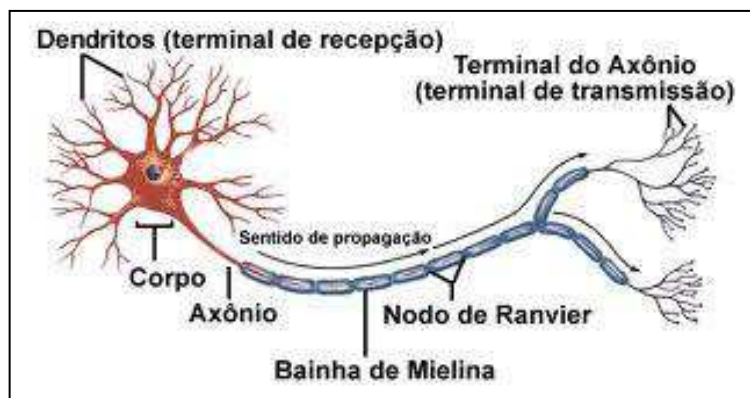 Dendritos (terminal de recepção)
Terminal do Axônio
(terminal de transmissão)
Sentido de propagação
Corpo
Axônio
Nodo de Ranvier
Bainha de Mielina